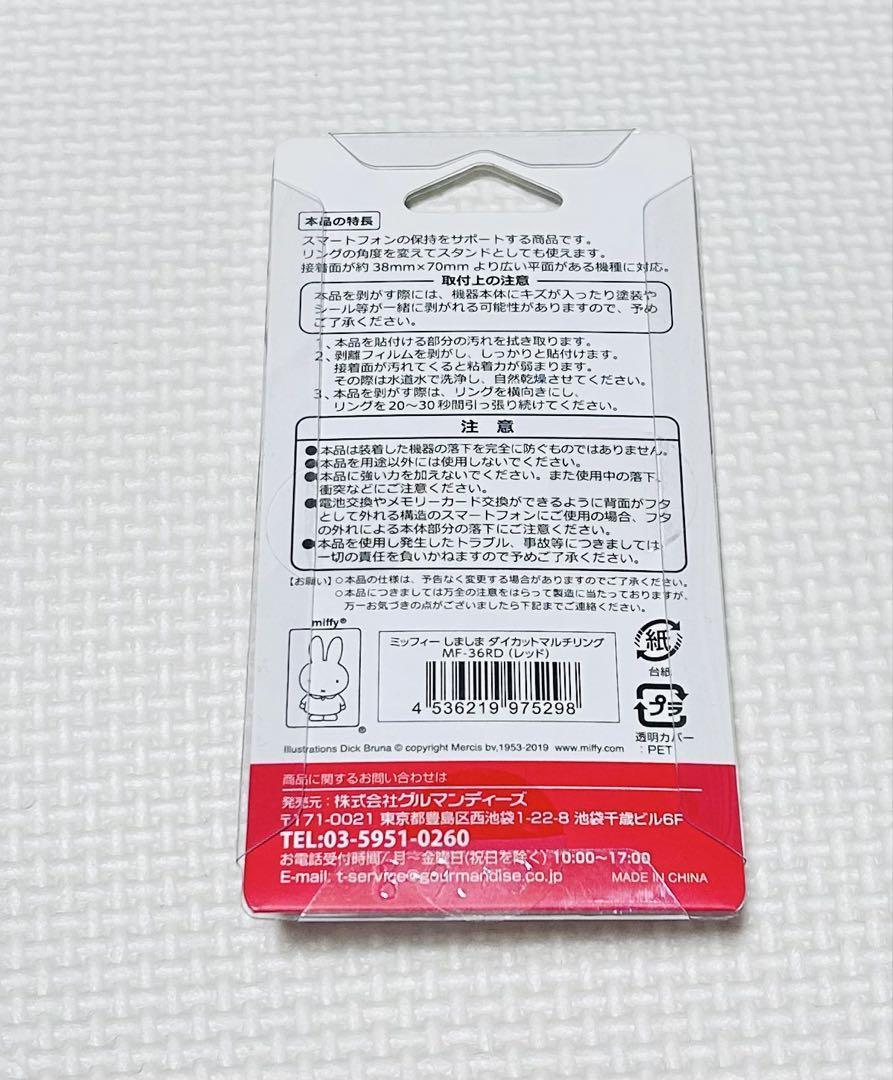 本品の特長
スマートフォンの保持をサポートする商品です。
リングの角度を変えてスタンドとしても使えます。
接着面が約 38mm×70mm より広い平面がある機種に対応。
取付上の注意
本品を剥がす際には、機器本体にキズが入ったり塗装や
シール等が一緒に剥がれる可能性がありますので、予め
ご了承ください。
1、本品を貼付ける部分の汚れを拭き取ります。
2、剥離フィルムを剥がし、しっかりと貼付けます。
接着面が汚れてくると粘着力が弱まります。
その際は水道水で洗浄し、自然乾燥させてください。
3、本品を剥がす際は、リングを横向きにし、
リングを20〜30秒間引っ張り続けてください。
注 意
●本品は装着した機器の落下を完全に防ぐものではありません。
●本品を用途以外には使用しないでください。
●本品に強い力を加えないでください。また使用中の落下、
衝突などにご注意ください。
●電池交換やメモリーカード交換ができるように背面がフタ
として外れる構造のスマートフォンにご使用の場合、フタ
の外れによる本体部分の落下にご注意ください。
●本品を使用し発生したトラブル、事故等につきましては
一切の責任を負いかねますので予めご了承ください。
【お願い】○本品の仕様は、予告なく変更する場合がありますのでご了承ください。
○本品につきましては万全の注意をはらって製造に当たっておりますが、
万一お気づきの点がございましたら下記までご連絡ください。
miffy®
®
ミッフィー しましま ダイカットマルチリング
MF-36RD（レッド）
4 536219 975298
紙
台紙
プラ
透明カバー
：PET
Illustrations Dick Bruna © copyright Mercis bv,1953-2019 www.miffy.com
商品に関するお問い合わせは
発売元：株式会社グルマンディーズ
〒171-0021 東京都豊島区西池袋1-22-8 池袋千歳ビル6F
TEL:03-5951-0260
お電話受付時間/月〜金曜日(祝日を除く) 10:00〜17:00
E-mail. t-service@gourmandise.co.jp
MADE IN CHINA